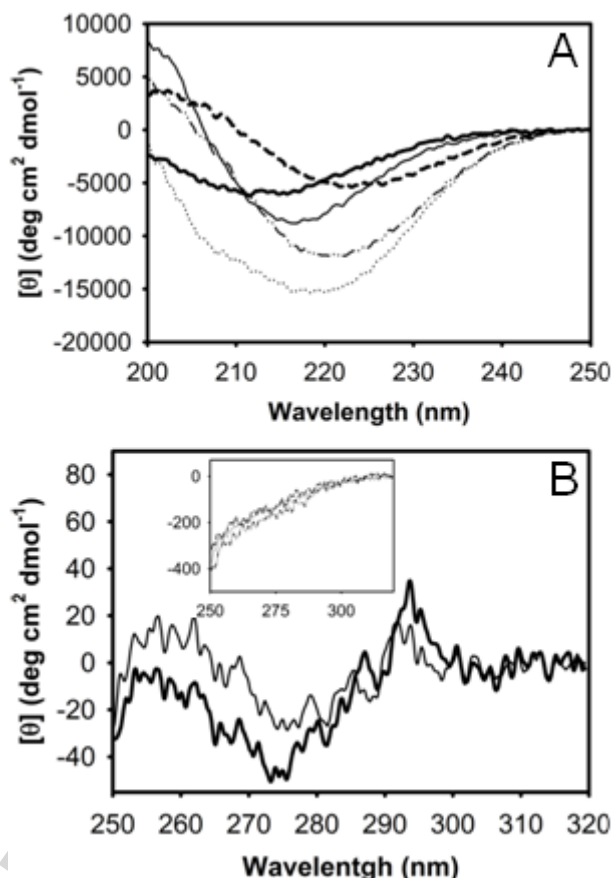 A
10000
5000
0
-5000
-10000
-15000
-20000
[θ] (deg cm² dmol⁻¹)
200 210 220 230 240 250
Wavelength (nm)
B
80
60
40
20
0
-20
-40
[θ] (deg cm² dmol⁻¹)
0
-200
-400
250 275 300
250 260 270 280 290 300 310 320
Wavelentgh (nm)